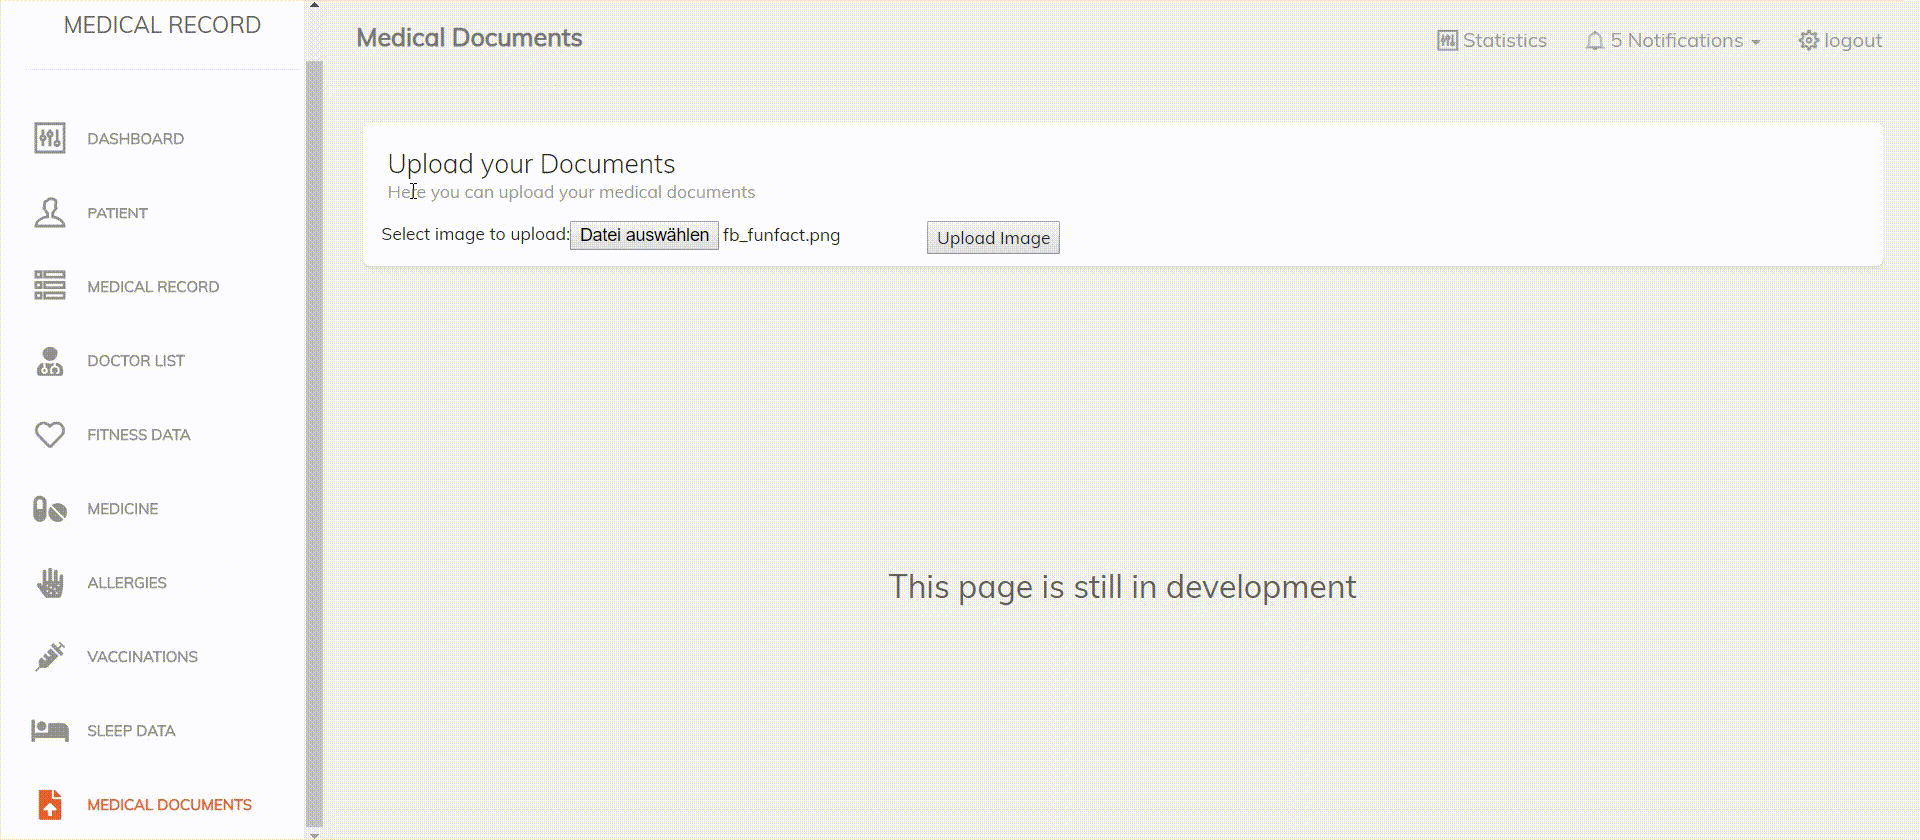 MEDICAL RECORD
DASHBOARD
PATIENT
MEDICAL RECORD
DOCTOR LIST
FITNESS DATA
MEDICINE
ALLERGIES
VACCINATIONS
SLEEP DATA
MEDICAL DOCUMENTS
Medical Documents
Statistics
5 Notifications
logout
Upload your Documents
Here you can upload your medical documents
Select image to upload: Datei auswählen fb_funfact.png Upload Image
This page is still in development